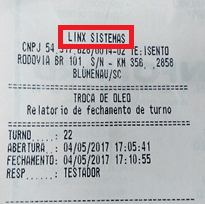 LINX SISTEMAS
CNPJ 54.517.628/0014-02 IE:ISENTO
RODOVIA BR 101, S/N - KM 356, ,2858
BLUMENAU/SC
TROCA DE OLEO
Relatorio de fechamento de turno
TURNO....: 22
ABERTURA..: 04/05/2017 17:05:41
FECHAMENTO: 04/05/2017 17:10:55
RESP......: TESTADOR